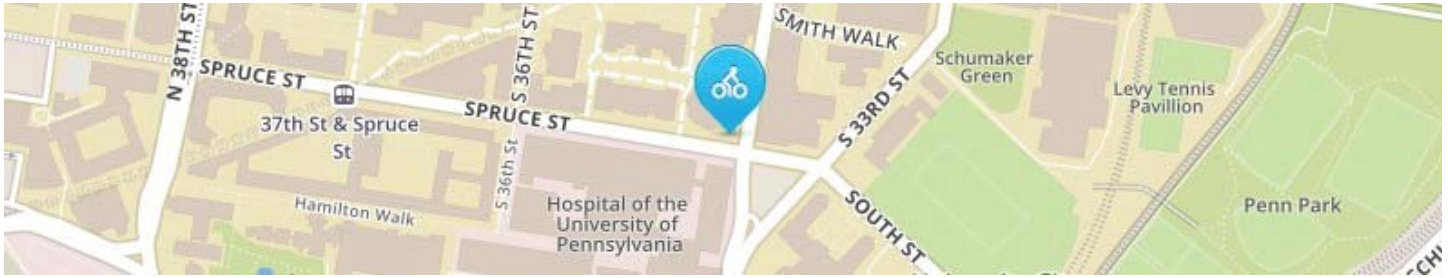 N 38TH ST
SPRUCE ST
37th St & Spruce
St
S 36TH ST
S 36th St
SPRUCE ST
Hamilton Walk
Hospital of the
University of
Pennsylvania
SMITH WALK
S 33RD ST
SOUTH ST
Schumaker
Green
Levy Tennis
Pavillion
Penn Park